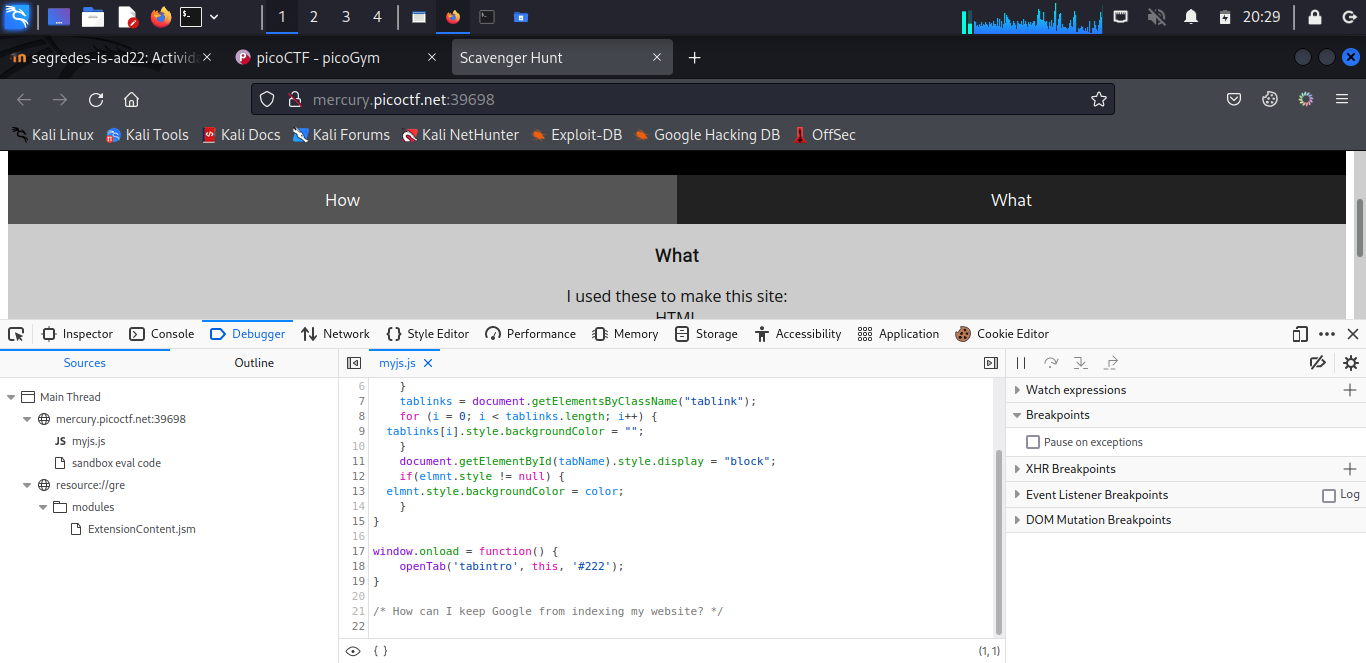 1 2 3 4 20:29
segredes-is-ad22: Activida picoCTF - picoGym Scavenger Hunt
mercury.picoctf.net:39698
Kali Linux Kali Tools Kali Docs Kali Forums Kali NetHunter Exploit-DB Google Hacking DB OffSec
How What
What
I used these to make this site:
HTML
Inspector Console Debugger Network Style Editor Performance Memory Storage Accessibility Application Cookie Editor
Sources Outline
Main Thread
mercury.picoctf.net:39698
JS myjs.js
sandbox eval code
resource://gre
modules
ExtensionContent.jsm
myjs.js
6 }
7 tablinks = document.getElementsByClassName("tablink");
8 for (i = 0; i < tablinks.length; i++) {
9 tablinks[i].style.backgroundColor = "";
10 }
11 document.getElementById(tabName).style.display = "block";
12 if(elmnt.style != null) {
13 elmnt.style.backgroundColor = color;
14 }
15 }
16
17 window.onload = function() {
18 openTab('tabintro', this, '#222');
19 }
20
21 /* How can I keep Google from indexing my website? */
22
{ } (1, 1)
Watch expressions
Breakpoints
Pause on exceptions
XHR Breakpoints
Event Listener Breakpoints Log
DOM Mutation Breakpoints